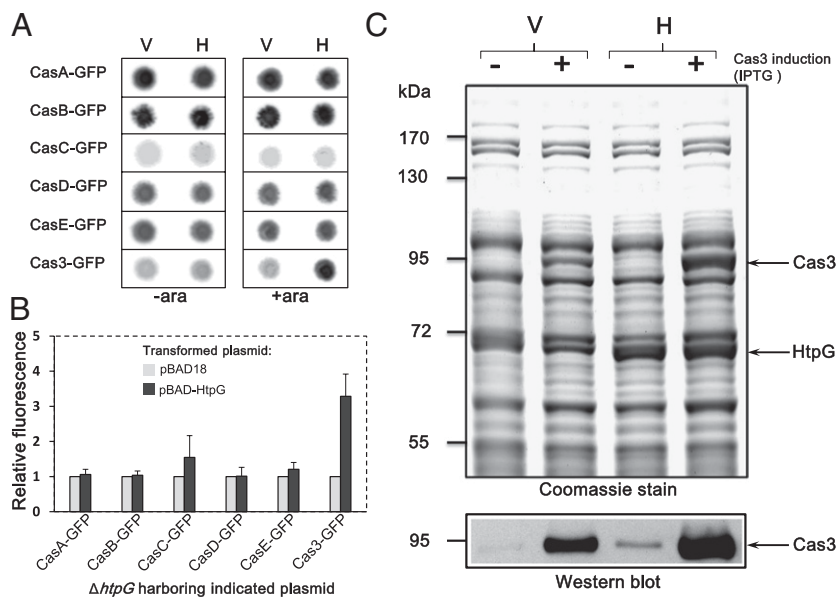 A
V H V H
CasA-GFP
CasB-GFP
CasC-GFP
CasD-GFP
CasE-GFP
Cas3-GFP
-ara +ara
B
Relative fluorescence
5
4
3
2
1
0
Transformed plasmid:
pBAD18
pBAD-HtpG
CasA-GFP
CasB-GFP
CasC-GFP
CasD-GFP
CasE-GFP
Cas3-GFP
ΔhtpG harboring indicated plasmid
C
V H
- + - + Cas3 induction
(IPTG )
kDa
170
130
95
72
55
Cas3
HtpG
Coomassie stain
95
Cas3
Western blot